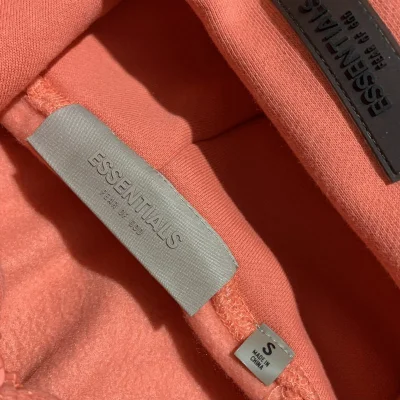 ESSENTIALS
FEAR OF GOD
ESSENTIALS
FEAR OF GOD
S
MADE IN
CHINA